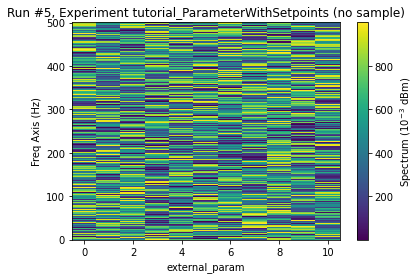 Run #5, Experiment tutorial_ParameterWithSetpoints (no sample)
500
400
300
200
100
0
Freq Axis (Hz)
0 2 4 6 8 10
external_param
800
600
400
200
Spectrum (10⁻³ dBm)